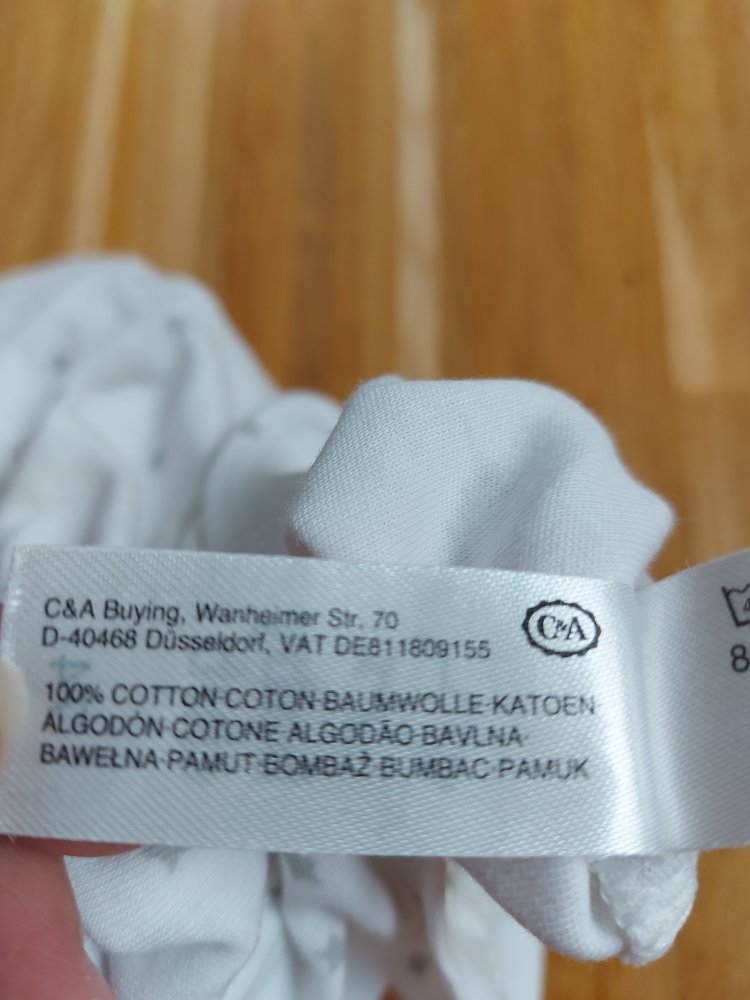 C&A Buying, Wanheimer Str. 70
D-40468 Düsseldorf, VAT DE811809155
C&A
100% COTTON·COTON·BAUMWOLLE·KATOEN
ALGODÓN·COTONE·ALGODÃO·BAVLNA·
BAWEŁNA·PAMUT·BOMBAŽ·BUMBAC·PAMUK
8